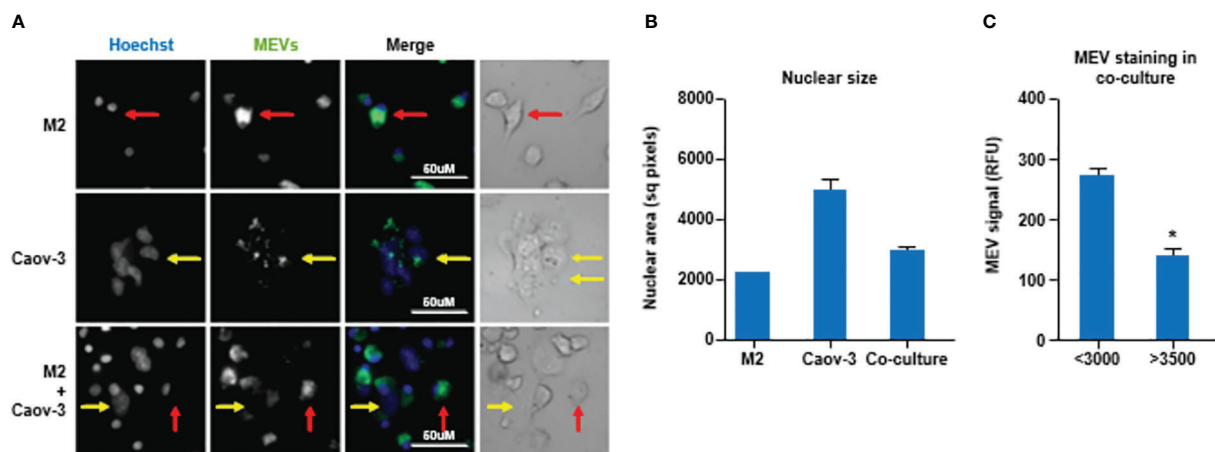 A
Hoechst
MEVs
Merge
M2
60uM
Caov-3
60uM
M2
+
Caov-3
60uM
B
Nuclear size
Nuclear area (sq pixels)
8000
6000
4000
2000
0
M2
Caov-3
Co-culture
C
MEV staining in
co-culture
MEV signal (RFU)
400
300
200
100
0
*
<3000
>3500